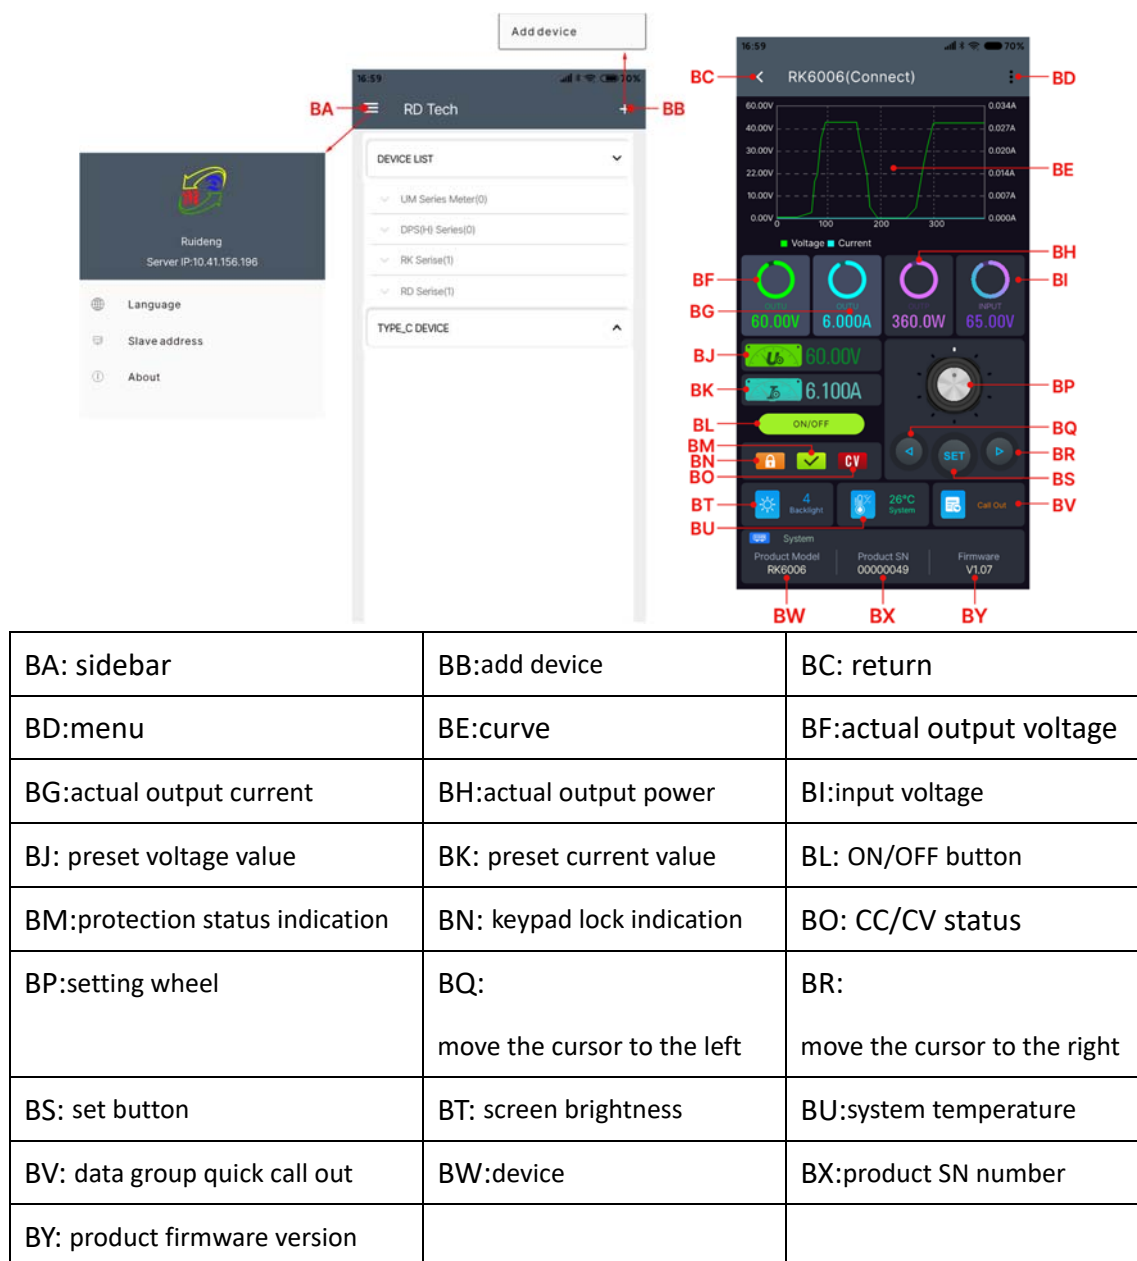 Add device
16:59
70%
BA
RD Tech
+
BB
DEVICE LIST
UM Series Meter(0)
DPS(H) Series(0)
RK Serise(1)
RD Serise(1)
TYPE_C DEVICE
Ruideng
Server IP:10.41.156.196
Language
Slave address
About
16:59
70%
BC
RK6006(Connect)
BD
60.00V
0.034A
40.00V
0.027A
30.00V
0.020A
BE
22.00V
0.014A
10.00V
0.007A
0.00V
0.000A
0 100 200 300
Voltage Current
BH
BF
BI
OUTU
OUTU
INPUT
BG
60.00V
6.000A
360.0W
65.00V
BJ
60.00V
BK
6.100A
BP
BL
ON/OFF
BQ
BM
BN
CV
SET
BR
BO
BS
BT
4
Backlight
26°C
System
Call Out
BV
BU
System
Product Model
Product SN
Firmware
RK6006
00000049
V1.07
BW
BX
BY
BA: sidebar
BB:add device
BC: return
BD:menu
BE:curve
BF:actual output voltage
BG:actual output current
BH:actual output power
BI:input voltage
BJ: preset voltage value
BK: preset current value
BL: ON/OFF button
BM:protection status indication
BN: keypad lock indication
BO: CC/CV status
BP:setting wheel
BQ:
move the cursor to the left
BR:
move the cursor to the right
BS: set button
BT: screen brightness
BU:system temperature
BV: data group quick call out
BW:device
BX:product SN number
BY: product firmware version